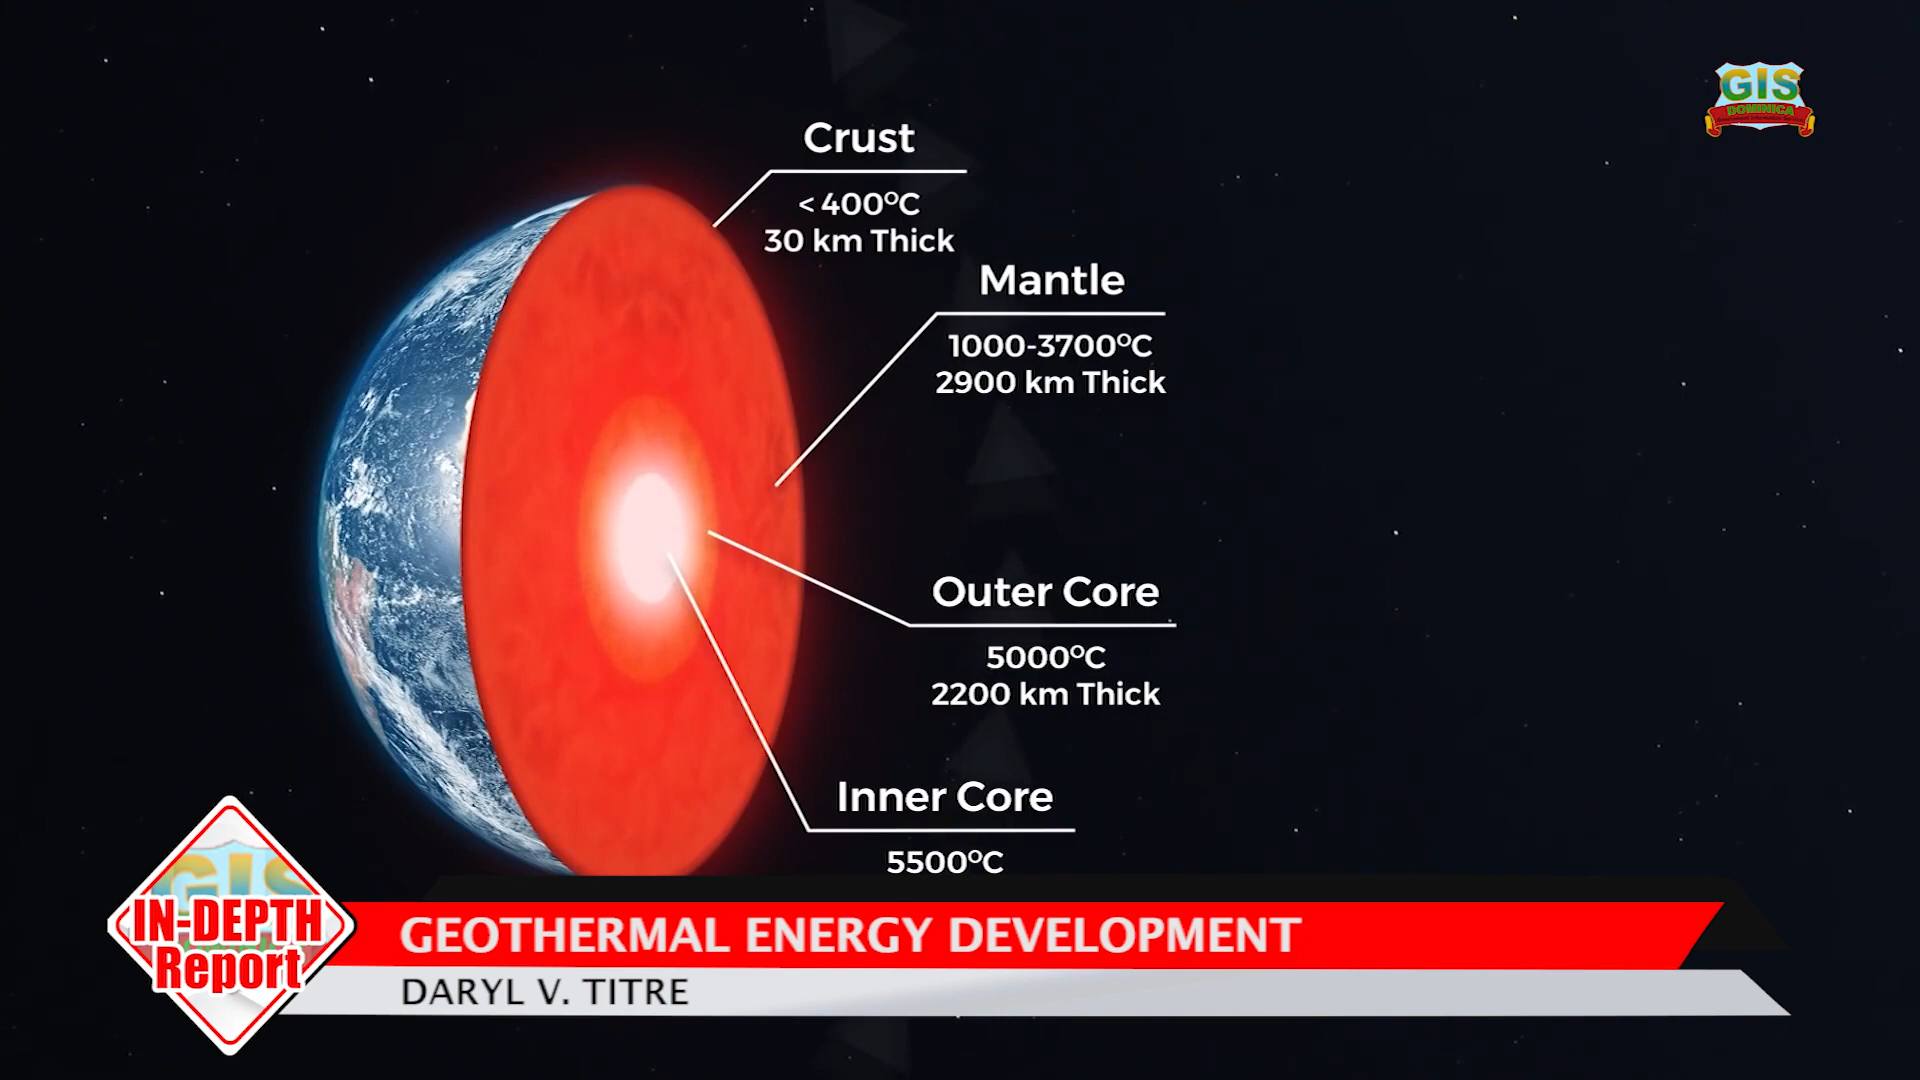 GIS
DOMINICA
Crust
< 400°C
30 km Thick
Mantle
1000-3700°C
2900 km Thick
Outer Core
5000°C
2200 km Thick
Inner Core
5500°C
GIS
IN-DEPTH
Report
GEOTHERMAL ENERGY DEVELOPMENT
DARYL V. TITRE